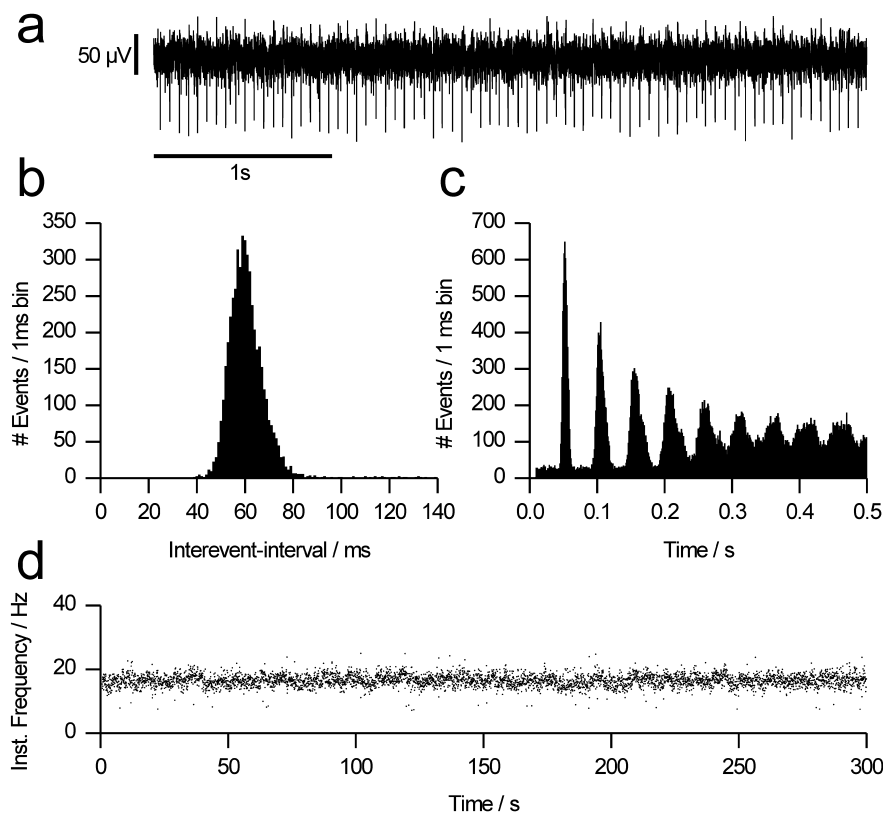 a
50 µV
1s
b
c
350
300
250
200
150
100
50
0
# Events / 1ms bin
0 20 40 60 80 100 120 140
Interevent-interval / ms
700
600
500
400
300
200
100
0
# Events / 1 ms bin
0.0 0.1 0.2 0.3 0.4 0.5
Time / s
d
40
20
0
Inst. Frequency / Hz
0 50 100 150 200 250 300
Time / s